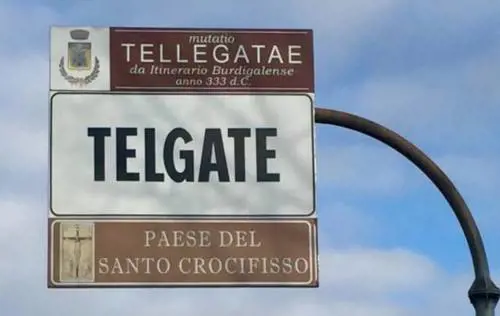 mutatio
TELLEGATAE
da Itinerario Burdigalense
anno 333 d.C.
TELGATE
PAESE DEL
SANTO CROCIFISSO